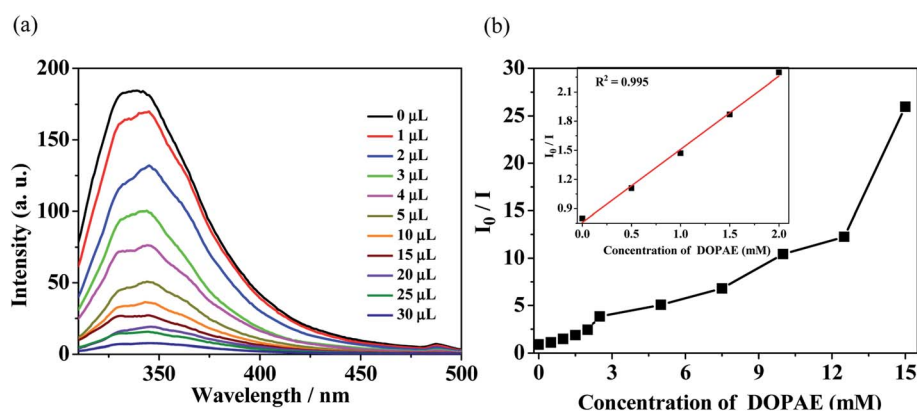 (a)
200
150
100
50
0
Intensity (a. u.)
350
400
450
500
Wavelength / nm
0 μL
1 μL
2 μL
3 μL
4 μL
5 μL
10 μL
15 μL
20 μL
25 μL
30 μL
(b)
30
25
20
15
10
5
0
I0 / I
0
3
6
9
12
15
Concentration of DOPAE (mM)
R² = 0.995
2.1
1.8
1.5
1.2
0.9
I0 / I
0.0
0.5
1.0
1.5
2.0
Concentration of DOPAE (mM)